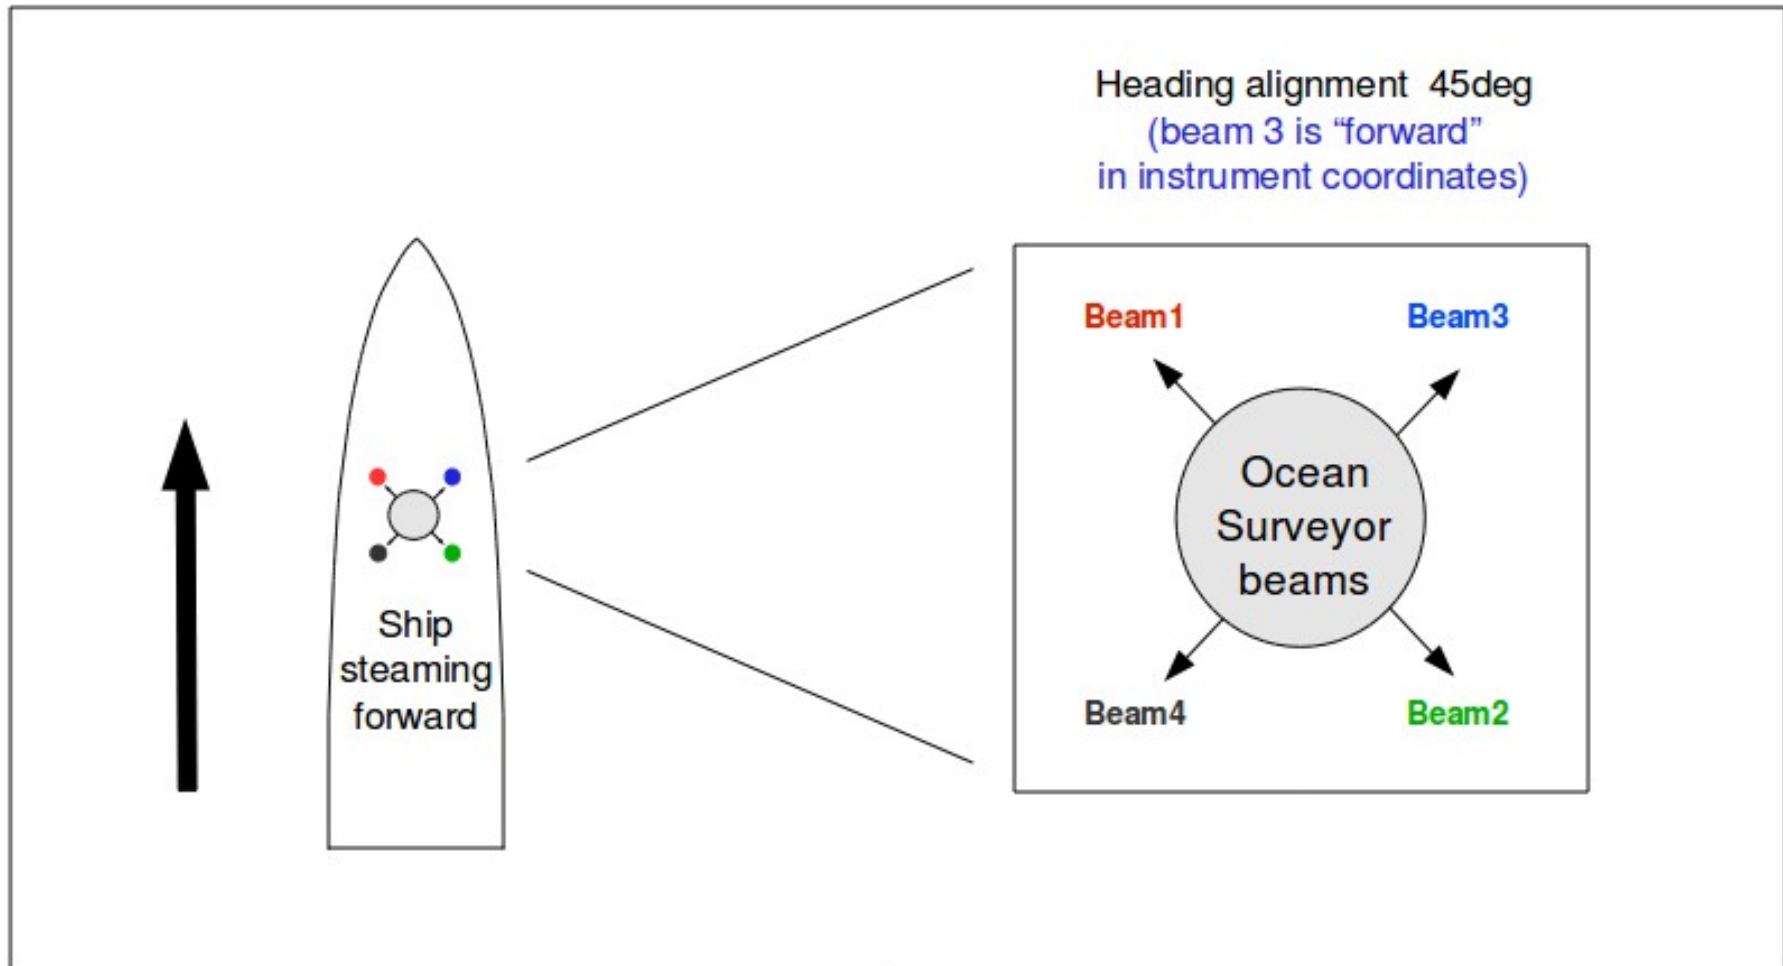 Heading alignment 45deg
(beam 3 is “forward”
in instrument coordinates)
Beam1
Beam3
Ocean
Surveyor
beams
Beam4
Beam2
Ship
steaming
forward